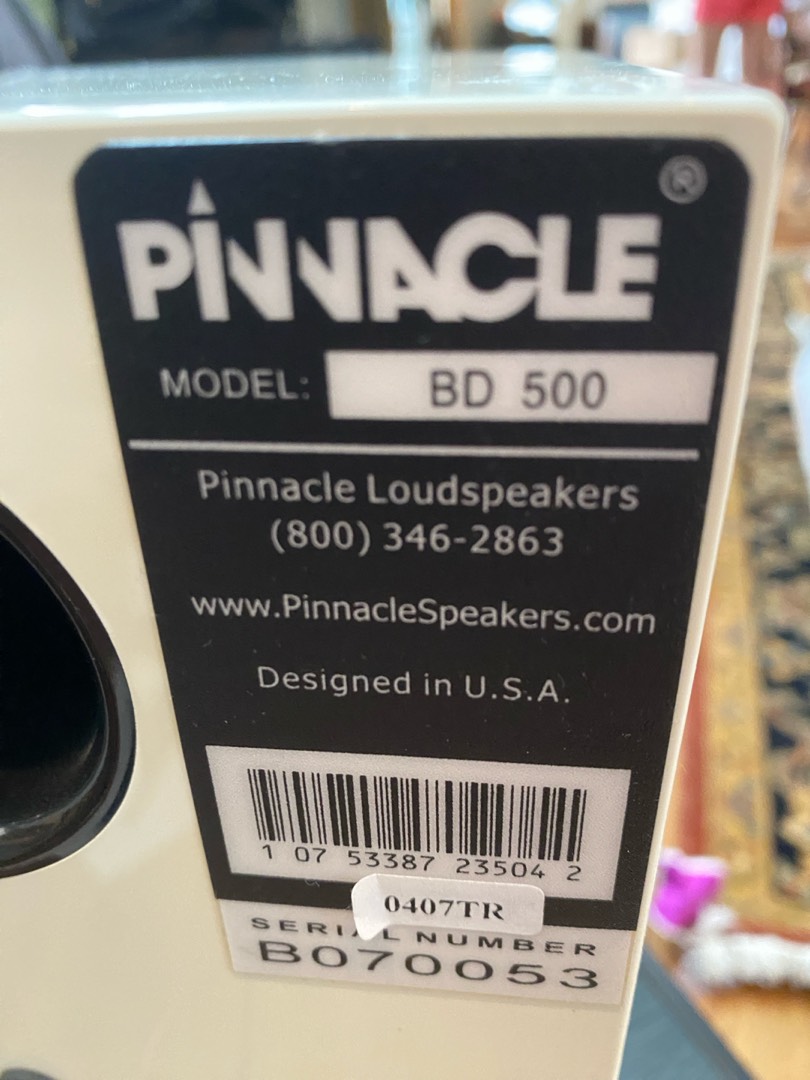 PINNACLE®
MODEL: BD 500
Pinnacle Loudspeakers
(800) 346-2863
www.PinnacleSpeakers.com
Designed in U.S.A.
1 07 53387 23504 2
0407TR
SERIAL NUMBER
B070053